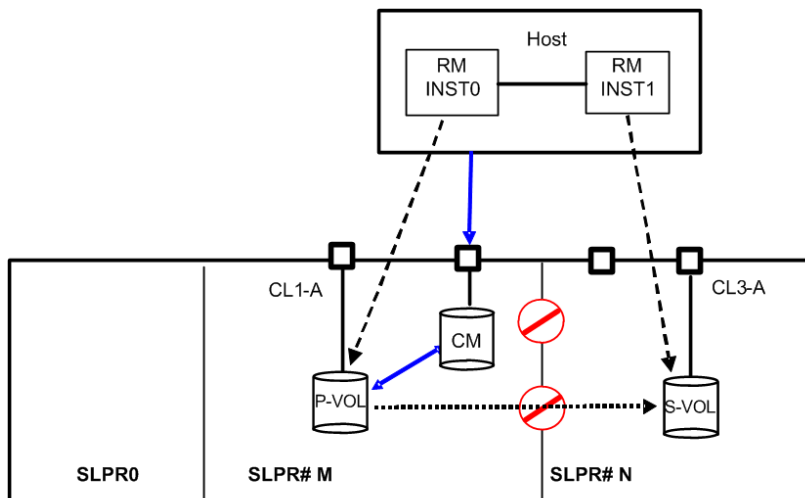 Host
RM
INST0
RM
INST1
CL1-A
CL3-A
CM
P-VOL
S-VOL
SLPR0
SLPR# M
SLPR# N